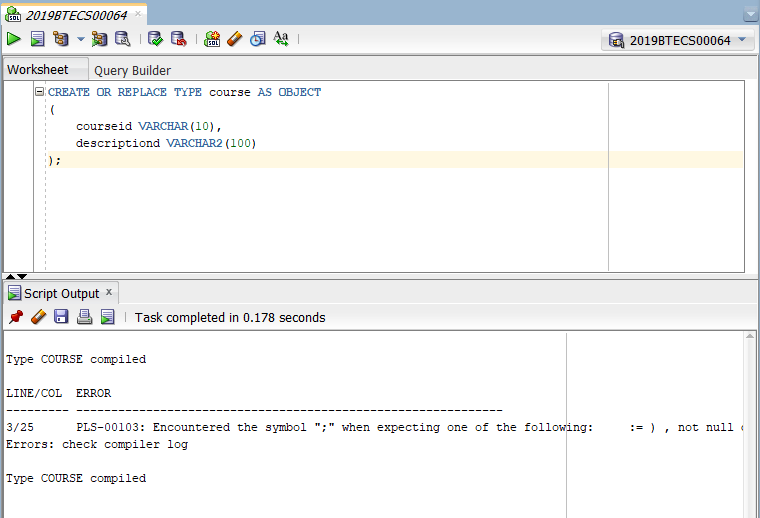 2019BTECS00064
2019BTECS00064
Worksheet Query Builder
CREATE OR REPLACE TYPE course AS OBJECT
(
courseid VARCHAR(10),
descriptiond VARCHAR2(100)
);
Script Output
Task completed in 0.178 seconds
Type COURSE compiled
LINE/COL ERROR
--------- -------------------------------------------------------------
3/25 PLS-00103: Encountered the symbol ";" when expecting one of the following: := ) , not null
Errors: check compiler log
Type COURSE compiled